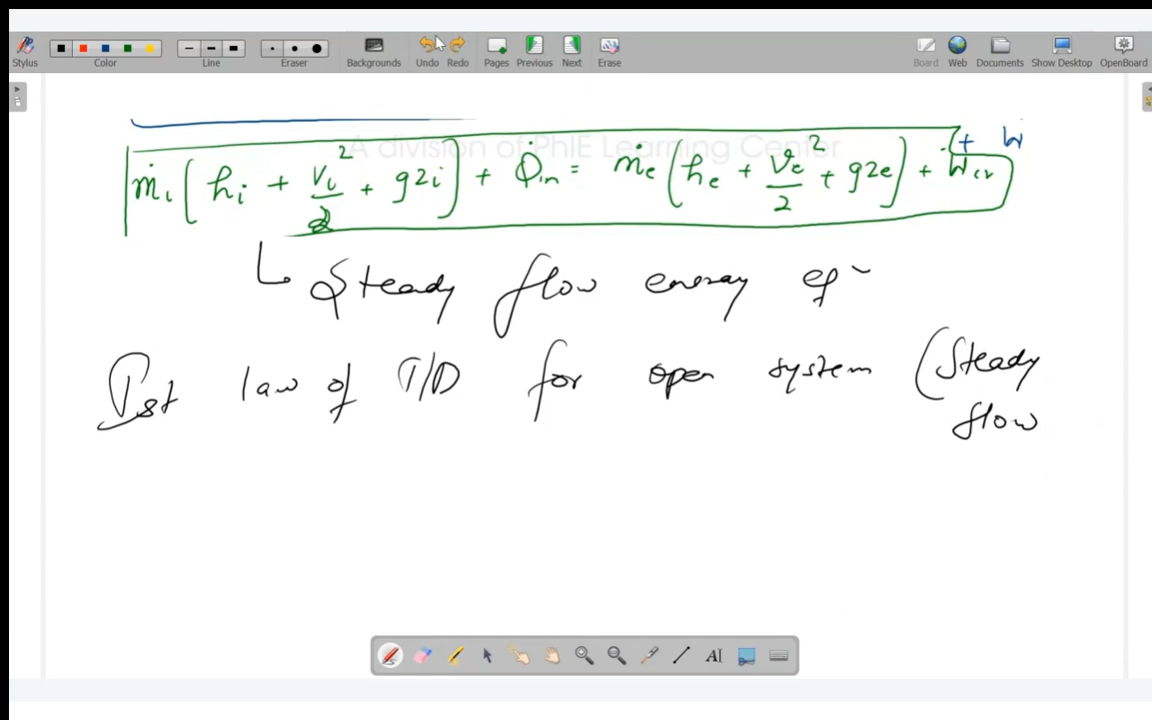 Stylus Color Line Eraser Backgrounds Undo Redo Pages Previous Next Erase Board Web Documents Show Desktop OpenBoard
A division of PhIE Learning Center
+ W
ṁi (hi + Vi²/2 + gzi) + Q̇in = ṁe (he + Ve²/2 + gze) + Ẇcv
Steady flow energy eqⁿ
Ist law of T/D for open system (Steady
flow
AI